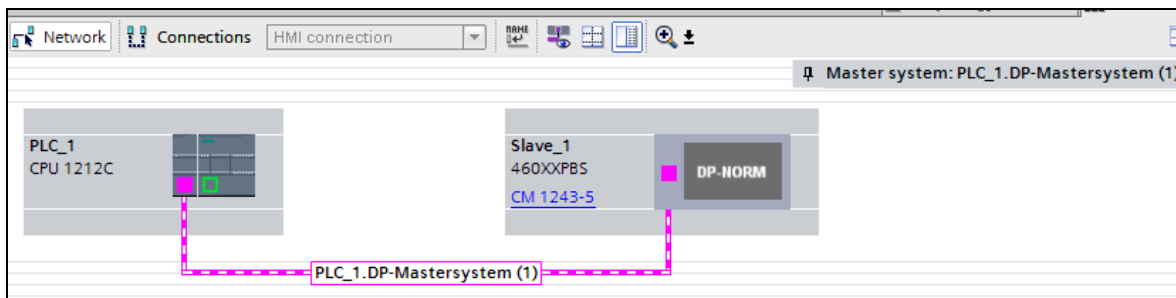 Network Connections HMI connection NAME
Master system: PLC_1.DP-Mastersystem (1)
PLC_1
CPU 1212C
Slave_1
460XXPBS
CM 1243-5
DP-NORM
PLC_1.DP-Mastersystem (1)